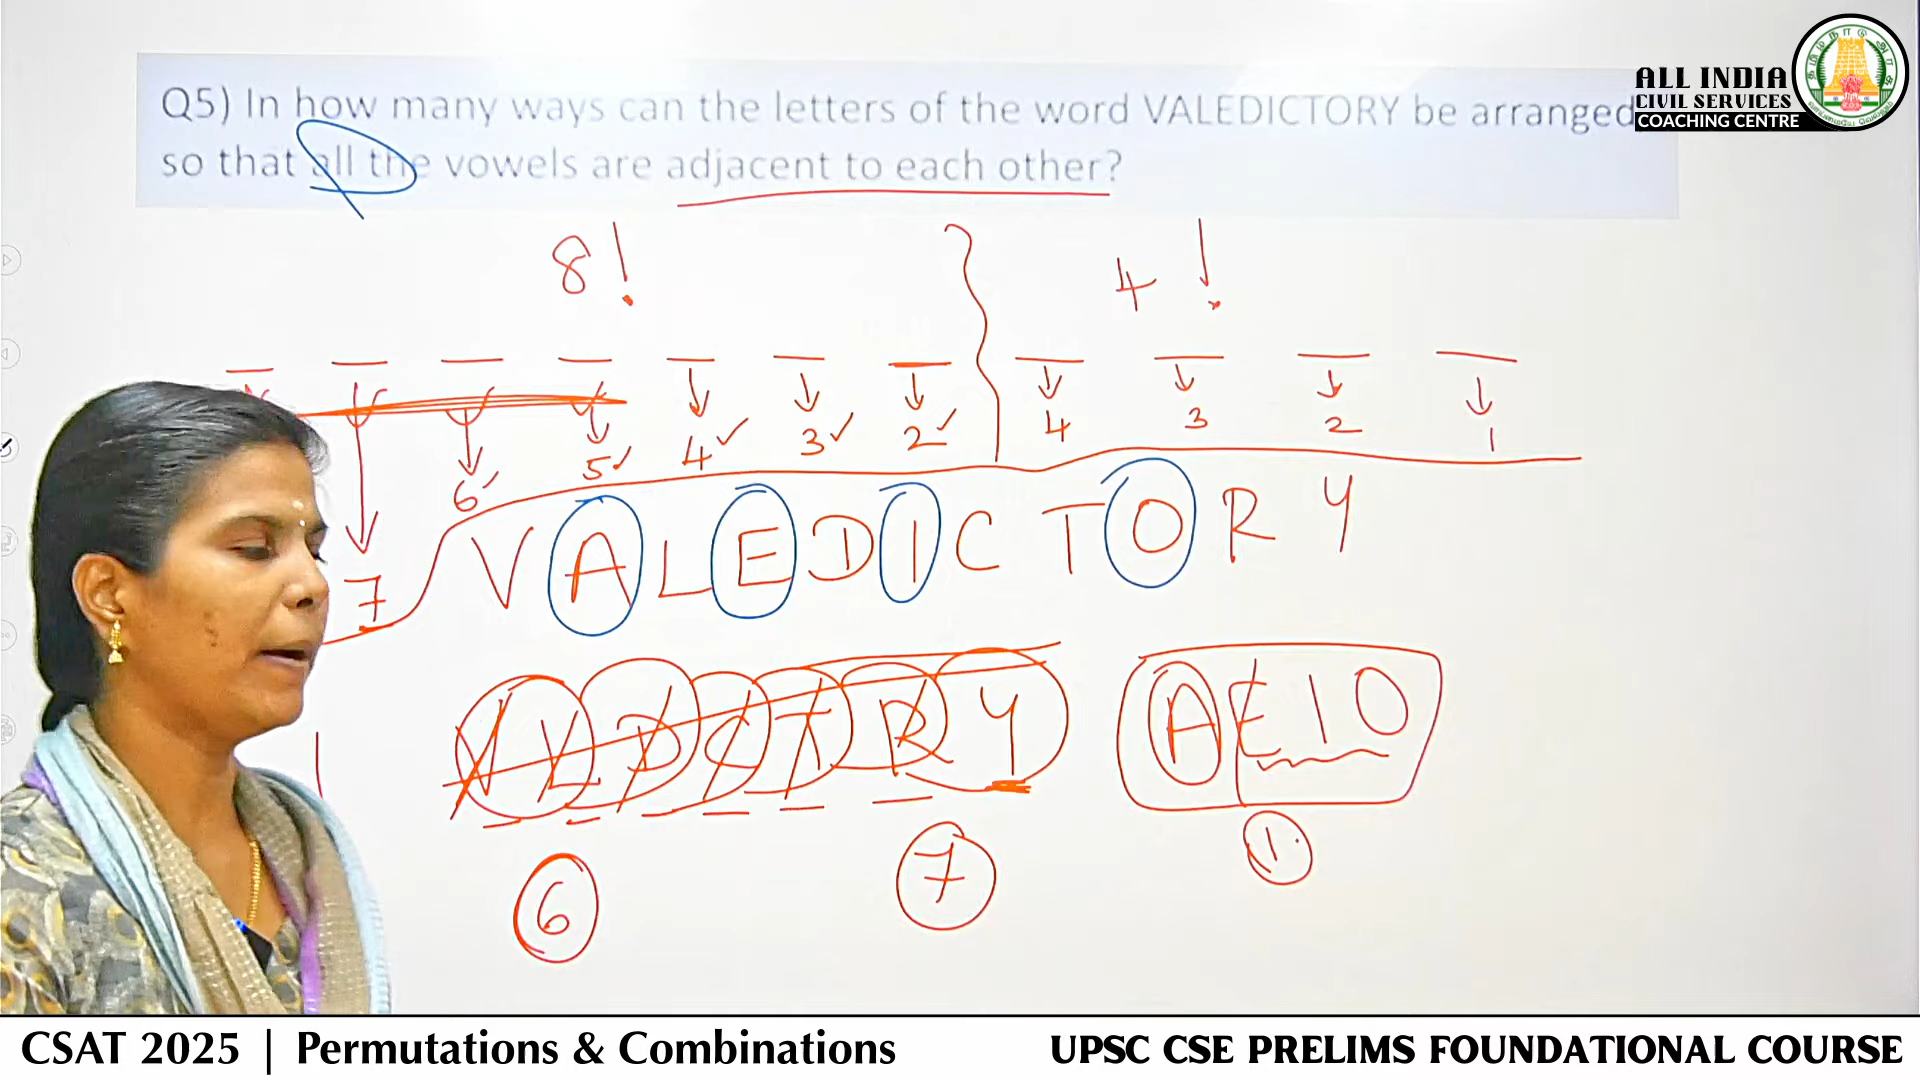 ALL INDIA
CIVIL SERVICES
COACHING CENTRE
Q5) In how many ways can the letters of the word VALEDICTORY be arranged
so that all the vowels are adjacent to each other?
8! 4!
7 6 5 4 3 2 4 3 2 1
VALEDICTORY
V L D C T R Y A E I O
6 7 1
CSAT 2025 | Permutations & Combinations
UPSC CSE PRELIMS FOUNDATIONAL COURSE